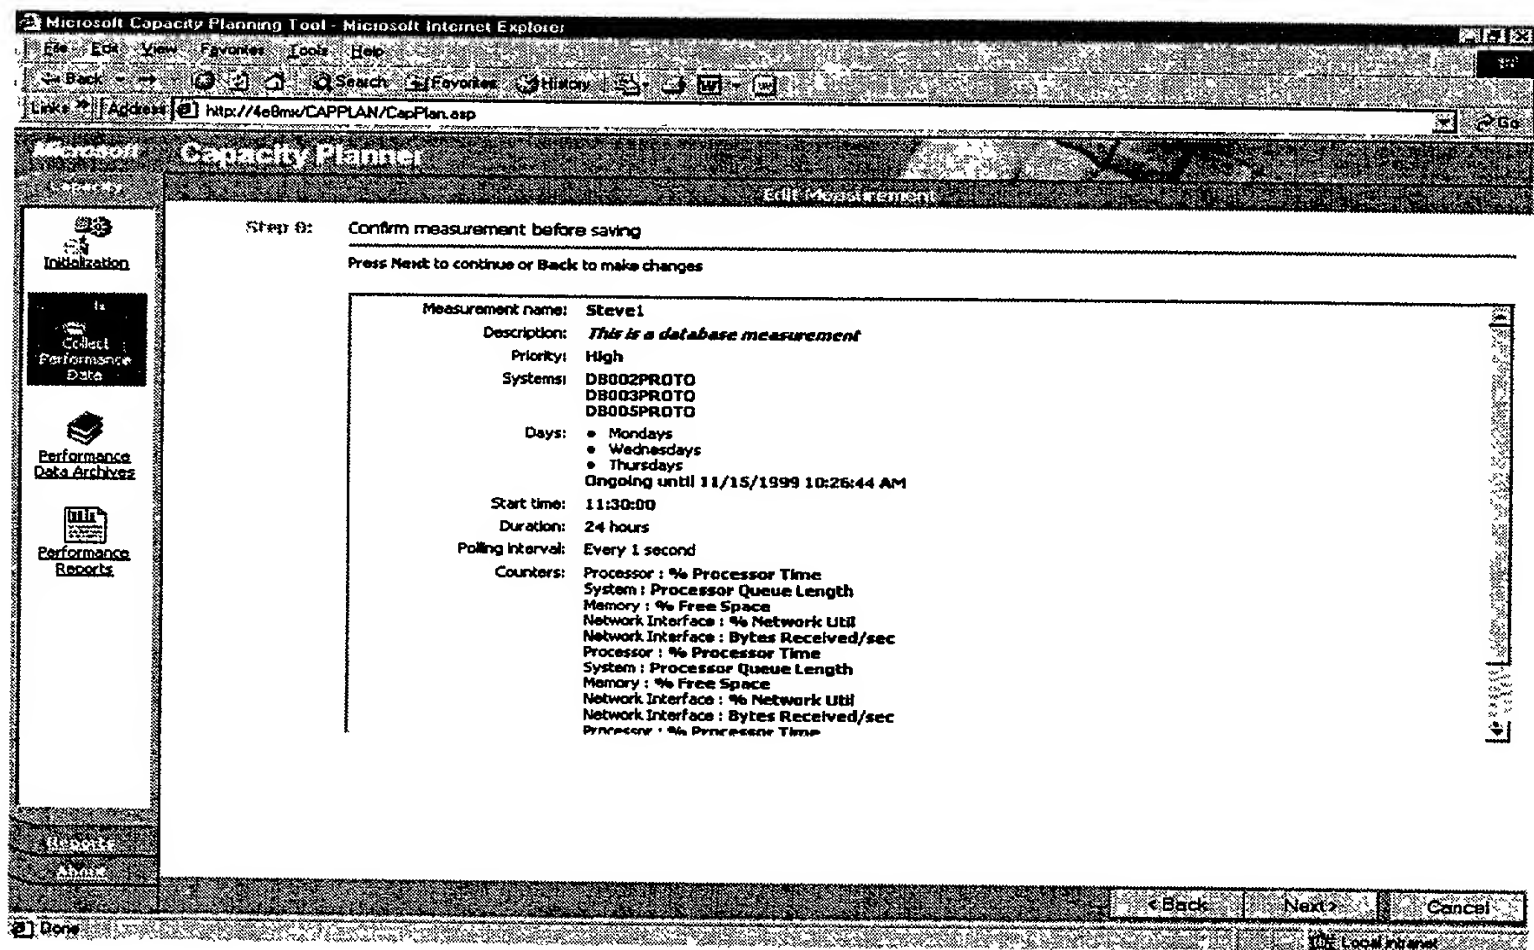 Microsoft Capacity Planning Tool - Microsoft Internet Explorer
File Edit View Favorites Tools Help
Back Search Favorites History
Links Address http://4e8mx/CAPPLAN/CapPlan.asp Go
Microsoft Capacity Planner
Capacity
Edit Measurement
Initialization
Collect
Performance
Data
Performance
Data Archives
Performance
Reports
Reports
About
Confirm measurement before saving
Press Next to continue or Back to make changes
Measurement name: Steve1
Description: This is a database measurement
Priority: High
Systems: DB002PROTO
DB003PROTO
DB005PROTO
Days: • Mondays
• Wednesdays
• Thursdays
Ongoing until 11/15/1999 10:26:44 AM
Start time: 11:30:00
Duration: 24 hours
Polling interval: Every 1 second
Counters: Processor : % Processor Time
System : Processor Queue Length
Memory : % Free Space
Network Interface : % Network Util
Network Interface : Bytes Received/sec
Processor : % Processor Time
System : Processor Queue Length
Memory : % Free Space
Network Interface : % Network Util
Network Interface : Bytes Received/sec
Processor : % Processor Time
< Back Next > Cancel
Done Local intranet